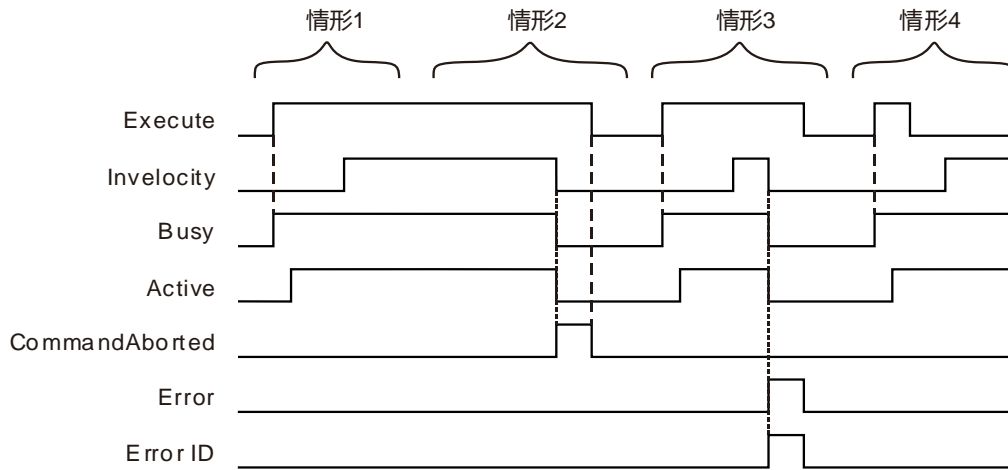 情形1 情形2 情形3 情形4
Execute
Invelocity
Busy
Active
CommandAborted
Error
Error ID